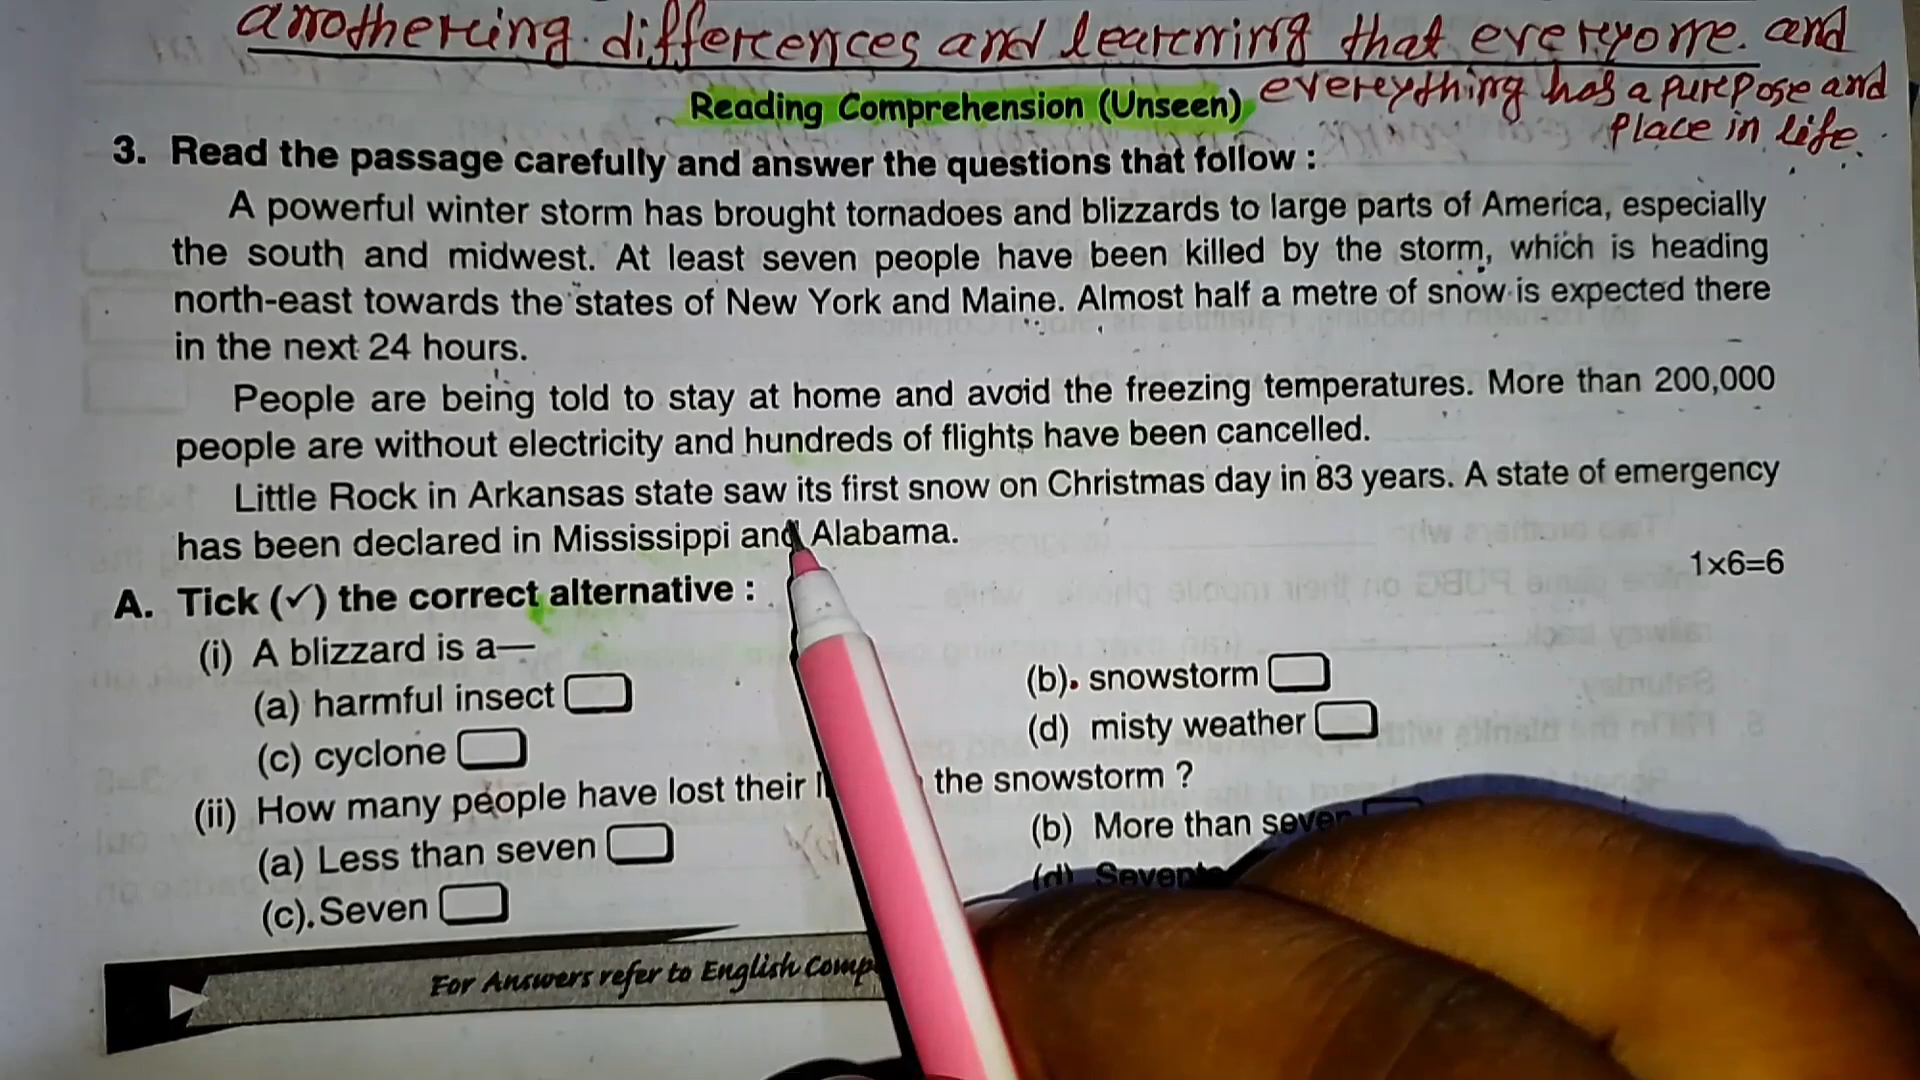 anothering differences and learning that everyone and
everything has a purpose and
place in life.
Reading Comprehension (Unseen)
3. Read the passage carefully and answer the questions that follow :
A powerful winter storm has brought tornadoes and blizzards to large parts of America, especially
the south and midwest. At least seven people have been killed by the storm, which is heading
north-east towards the states of New York and Maine. Almost half a metre of snow is expected there
in the next 24 hours.
People are being told to stay at home and avoid the freezing temperatures. More than 200,000
people are without electricity and hundreds of flights have been cancelled.
Little Rock in Arkansas state saw its first snow on Christmas day in 83 years. A state of emergency
has been declared in Mississippi and Alabama.
1×6=6
A. Tick (✓) the correct alternative :
(i) A blizzard is a—
(a) harmful insect
(b). snowstorm
(c) cyclone
(d) misty weather
(ii) How many people have lost their the snowstorm ?
(a) Less than seven
(b) More than seven
(c). Seven
(d)
For Answers refer to English